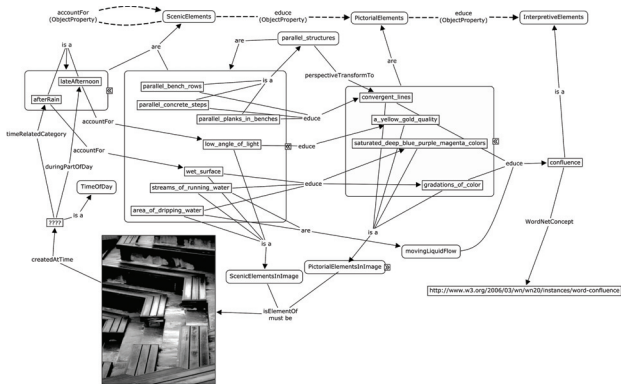 accountFor
(ObjectProperty)
ScenicElements
educe
(ObjectProperty)
PictorialElements
educe
(ObjectProperty)
InterpretiveElements
is a
are
are
parallel_structures
are
lateAfternoon
afterRain
parallel_bench_rows
is a
perspectiveTransformTo
parallel_concrete_steps
convergent_lines
is a
parallel_planks_in_benches
educe
a_yellow_gold_quality
timeRelatedCategory
accountFor
low_angle_of_light
educe
saturated_deep_blue_purple_magenta_colors
accountFor
educe
confluence
duringPartOfDay
wet_surface
TimeOfDay
streams_of_running_water
educe
gradations_of_color
area_of_dripping_water
????
is a
are
is a
WordNetConcept
is a
movingLiquidFlow
createdAtTime
ScenicElementsInImage
PictorialElementsInImage
http://www.w3.org/2006/03/wn/wn20/instances/word-confluence
isElementOf
must be